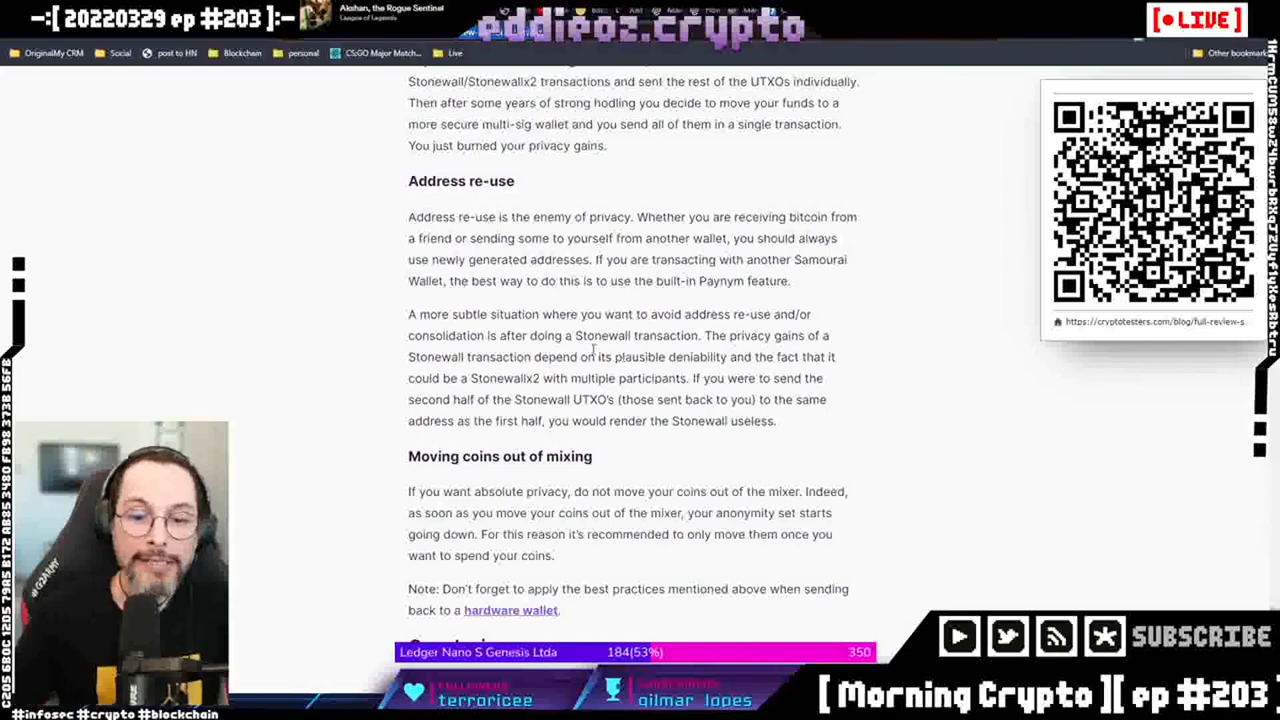 -:[ 20220329 ep #203 ]:-
Akshan, the Rogue Sentinel
League of Legends
eddieoz.crypto
[● LIVE]
OriginalMy CRM
Social
post to HN
Blockchain
personal
CS:GO Major Match...
Live
Other bookmark
Stonewall/Stonewallx2 transactions and sent the rest of the UTXOs individually.
Then after some years of strong hodling you decide to move your funds to a
more secure multi-sig wallet and you send all of them in a single transaction.
You just burned your privacy gains.
Address re-use
Address re-use is the enemy of privacy. Whether you are receiving bitcoin from
a friend or sending some to yourself from another wallet, you should always
use newly generated addresses. If you are transacting with another Samourai
Wallet, the best way to do this is to use the built-in Paynym feature.
A more subtle situation where you want to avoid address re-use and/or
consolidation is after doing a Stonewall transaction. The privacy gains of a
Stonewall transaction depend on its plausible deniability and the fact that it
could be a Stonewallx2 with multiple participants. If you were to send the
second half of the Stonewall UTXO's (those sent back to you) to the same
address as the first half, you would render the Stonewall useless.
Moving coins out of mixing
If you want absolute privacy, do not move your coins out of the mixer. Indeed,
as soon as you move your coins out of the mixer, your anonymity set starts
going down. For this reason it's recommended to only move them once you
want to spend your coins.
Note: Don't forget to apply the best practices mentioned above when sending
back to a hardware wallet.
https://cryptotesters.com/blog/full-review-s...
C205 5B0C 12D5 79A5 B172 AB35 3480 FB98 3738 56FB
Ledger Nano S Genesis Ltda
184(53%)
350
terroricee
gilmar_lopes
SUBSCRIBE
[ Morning Crypto ][ ep #203 ]
#infosec #crypto #blockchain